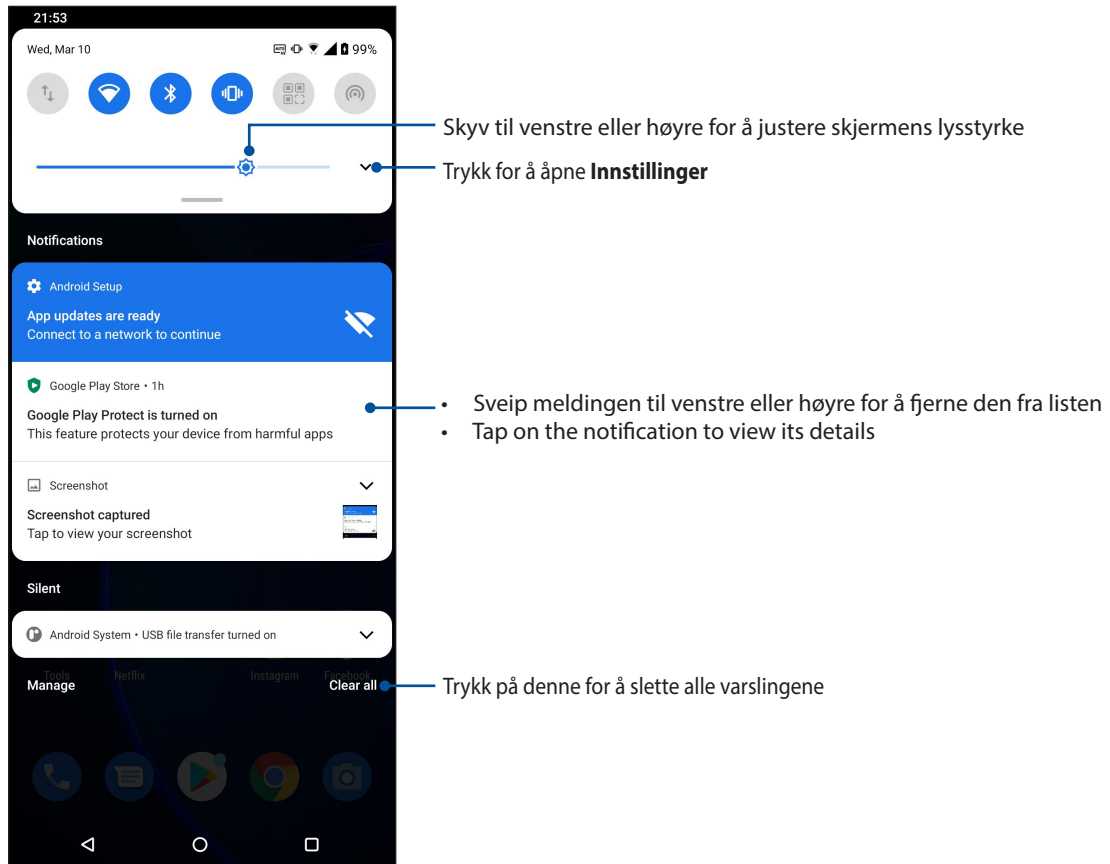 21:53
Wed, Mar 10
99%
Skyv til venstre eller høyre for å justere skjermens lysstyrke
Trykk for å åpne Innstillinger
Notifications
Android Setup
App updates are ready
Connect to a network to continue
Google Play Store • 1h
Google Play Protect is turned on
This feature protects your device from harmful apps
• Sveip meldingen til venstre eller høyre for å fjerne den fra listen
• Tap on the notification to view its details
Screenshot
Screenshot captured
Tap to view your screenshot
Silent
Android System • USB file transfer turned on
Tools Netflix Instagram Facebook
Manage Clear all
Trykk på denne for å slette alle varslingene